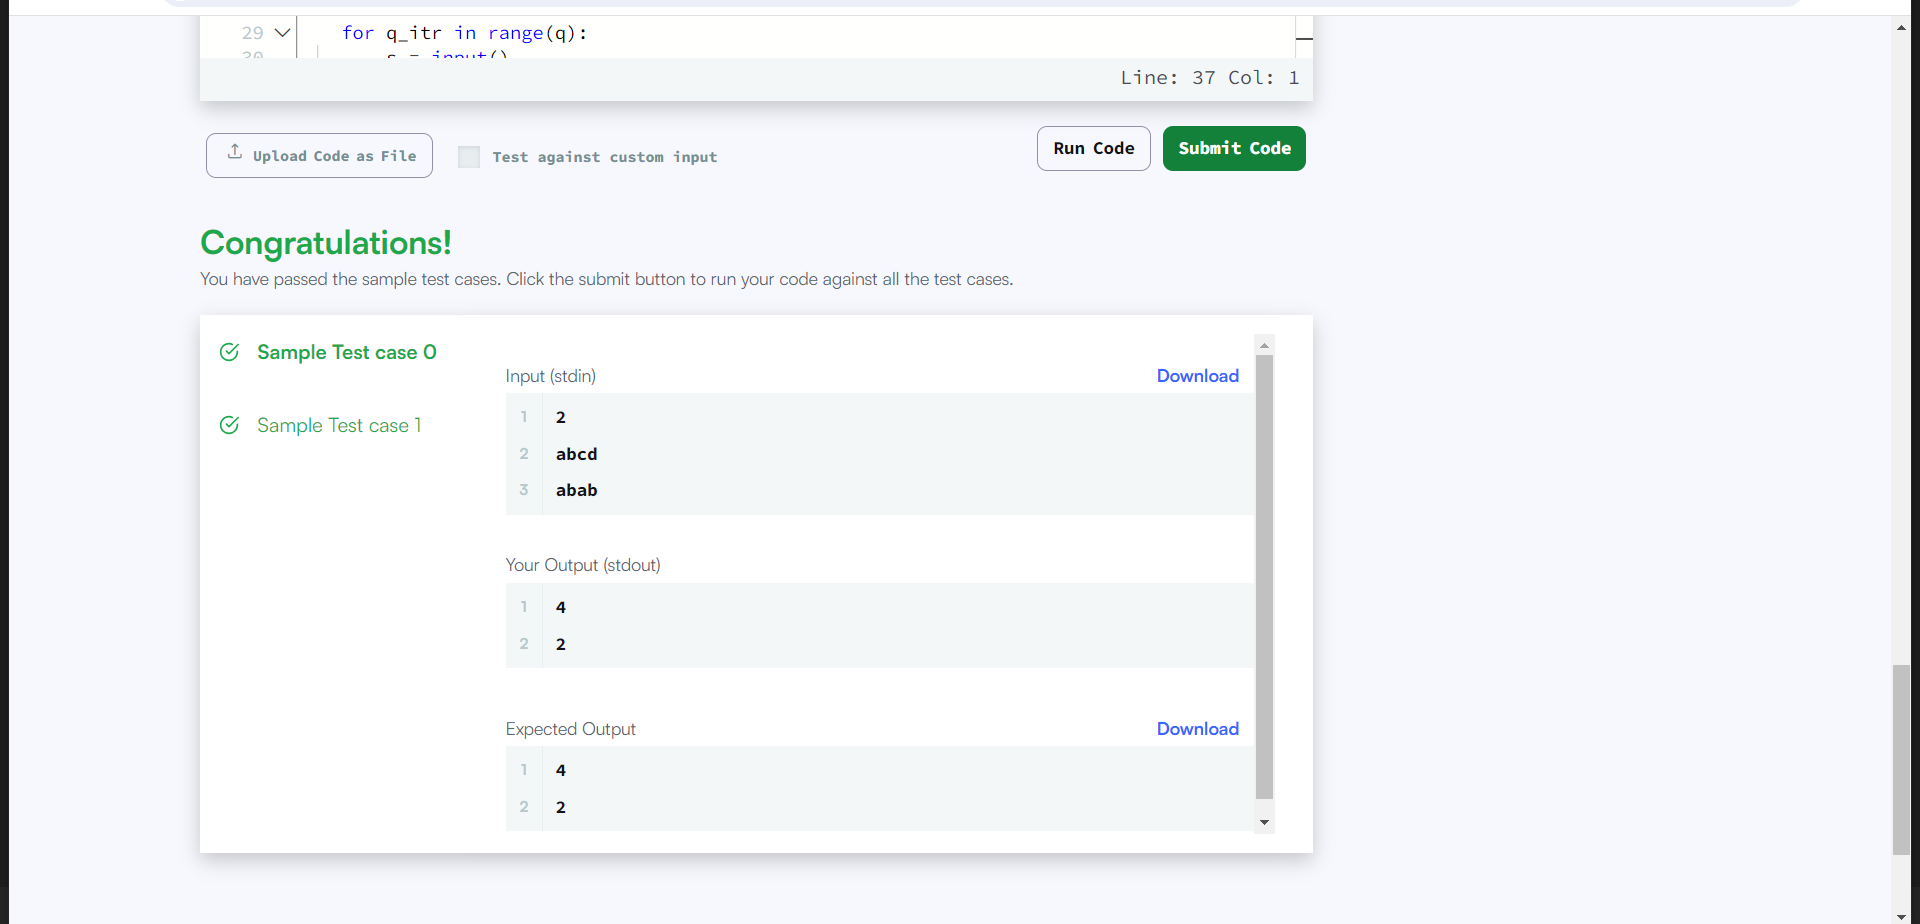 29 for q_itr in range(q):
30 s = input()
Line: 37 Col: 1
Upload Code as File
Test against custom input
Run Code
Submit Code
Congratulations!
You have passed the sample test cases. Click the submit button to run your code against all the test cases.
Sample Test case 0
Sample Test case 1
Input (stdin)
Download
1 2
2 abcd
3 abab
Your Output (stdout)
1 4
2 2
Expected Output
Download
1 4
2 2